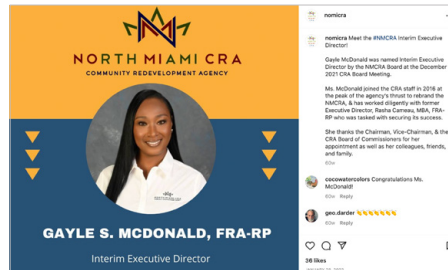 NORTH MIAMI CRA
COMMUNITY REDEVELOPMENT AGENCY
GAYLE S. MCDONALD, FRA-RP
Interim Executive Director
nomicra
nomicra Meet the #NMCRA Interim Executive
Director!
Gayle McDonald was named Interim Executive
Director by the NMCRA Board at the December
2021 CRA Board Meeting.
Ms. McDonald joined the CRA staff in 2016 at
the peak of the agency's thrust to rebrand the
NMCRA, & has worked diligently with former
Executive Director, Rasha Cameau, MBA, FRA-
RP who was tasked with securing its success.
She thanks the Chairman, Vice-Chairman, & the
CRA Board of Commissioners for her
appointment as well as her colleagues, friends,
and family.
60w
cocowatercolors Congratulations Ms.
McDonald!
60w Reply
geo.darder
60w Reply
36 likes